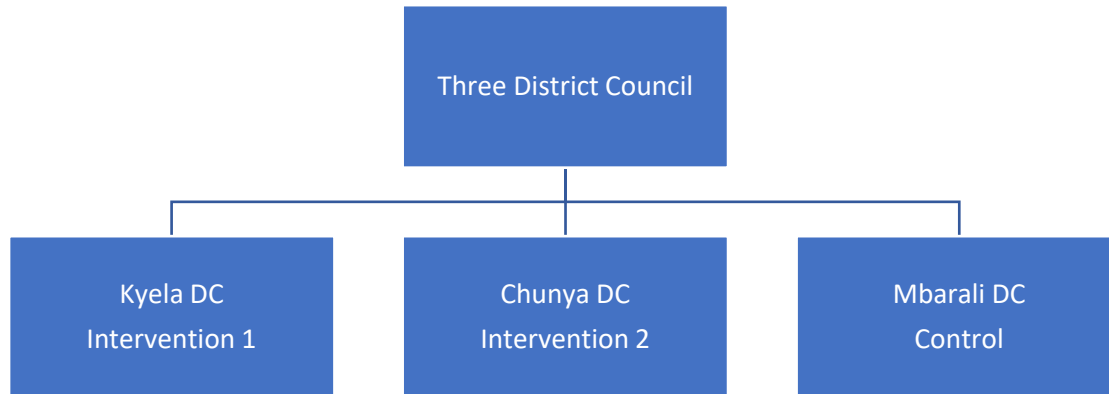 Three District Council
Kyela DC
Intervention 1
Chunya DC
Intervention 2
Mbarali DC
Control